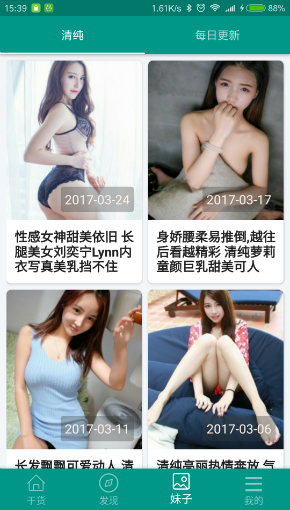 15:39 1.61K/s 88%
清纯 每日更新
2017-03-24 2017-03-17
性感女神甜美依旧 长
腿美女刘奕宁Lynn内
衣写真美乳挡不住
身娇腰柔易推倒,越往
后看越精彩 清纯萝莉
童颜巨乳甜美可人
2017-03-11 2017-03-06
长发飘飘可爱动人 清
清纯亮丽热情奔放 气
干货 发现 妹子 我的